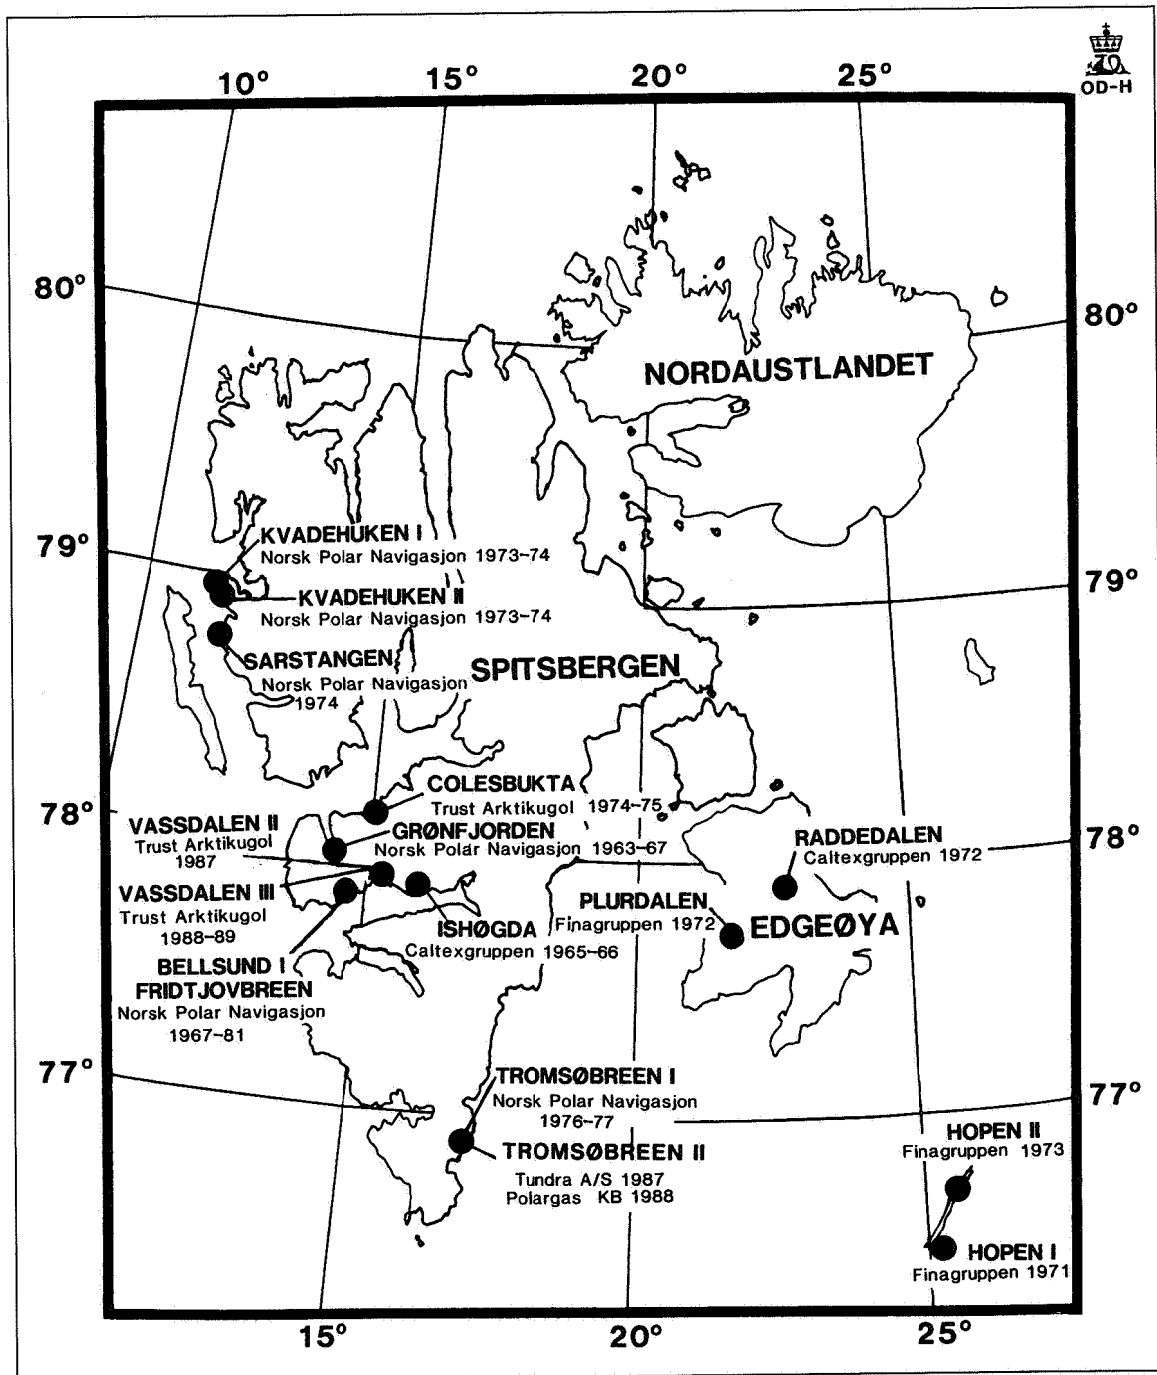 OD-H
10° 15° 20° 25°
80° 80°
NORDAUSTLANDET
79° 79°
KVADEHUKEN I
Norsk Polar Navigasjon 1973-74
KVADEHUKEN II
Norsk Polar Navigasjon 1973-74
SARSTANGEN
Norsk Polar Navigasjon
1974
SPITSBERGEN
78° 78°
COLESBUKTA
Trust Arktikugol 1974-75
GRØNFJORDEN
Norsk Polar Navigasjon 1963-67
VASSDALEN II
Trust Arktikugol
1987
VASSDALEN III
Trust Arktikugol
1988-89
ISHØGDA
Caltexgruppen 1965-66
BELLSUND I
FRIDTJOVBREEN
Norsk Polar Navigasjon
1967-81
RADDEDALEN
Caltexgruppen 1972
PLURDALEN
Finagruppen 1972
EDGEØYA
77° 77°
TROMSØBREEN I
Norsk Polar Navigasjon
1976-77
TROMSØBREEN II
Tundra A/S 1987
Polargas KB 1988
HOPEN II
Finagruppen 1973
HOPEN I
Finagruppen 1971
15° 20° 25°